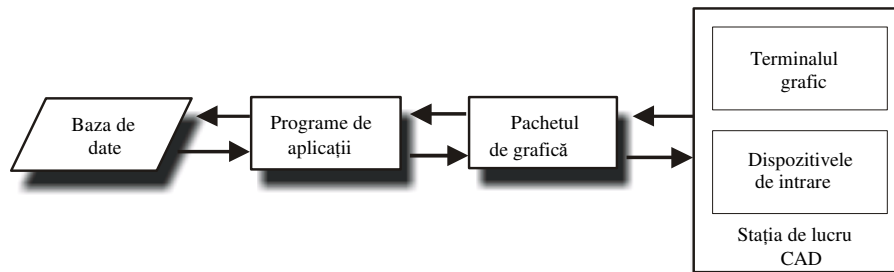 Baza de
date
Programe de
aplicații
Pachetul
de grafică
Terminalul
grafic
Dispozitivele
de intrare
Stația de lucru
CAD